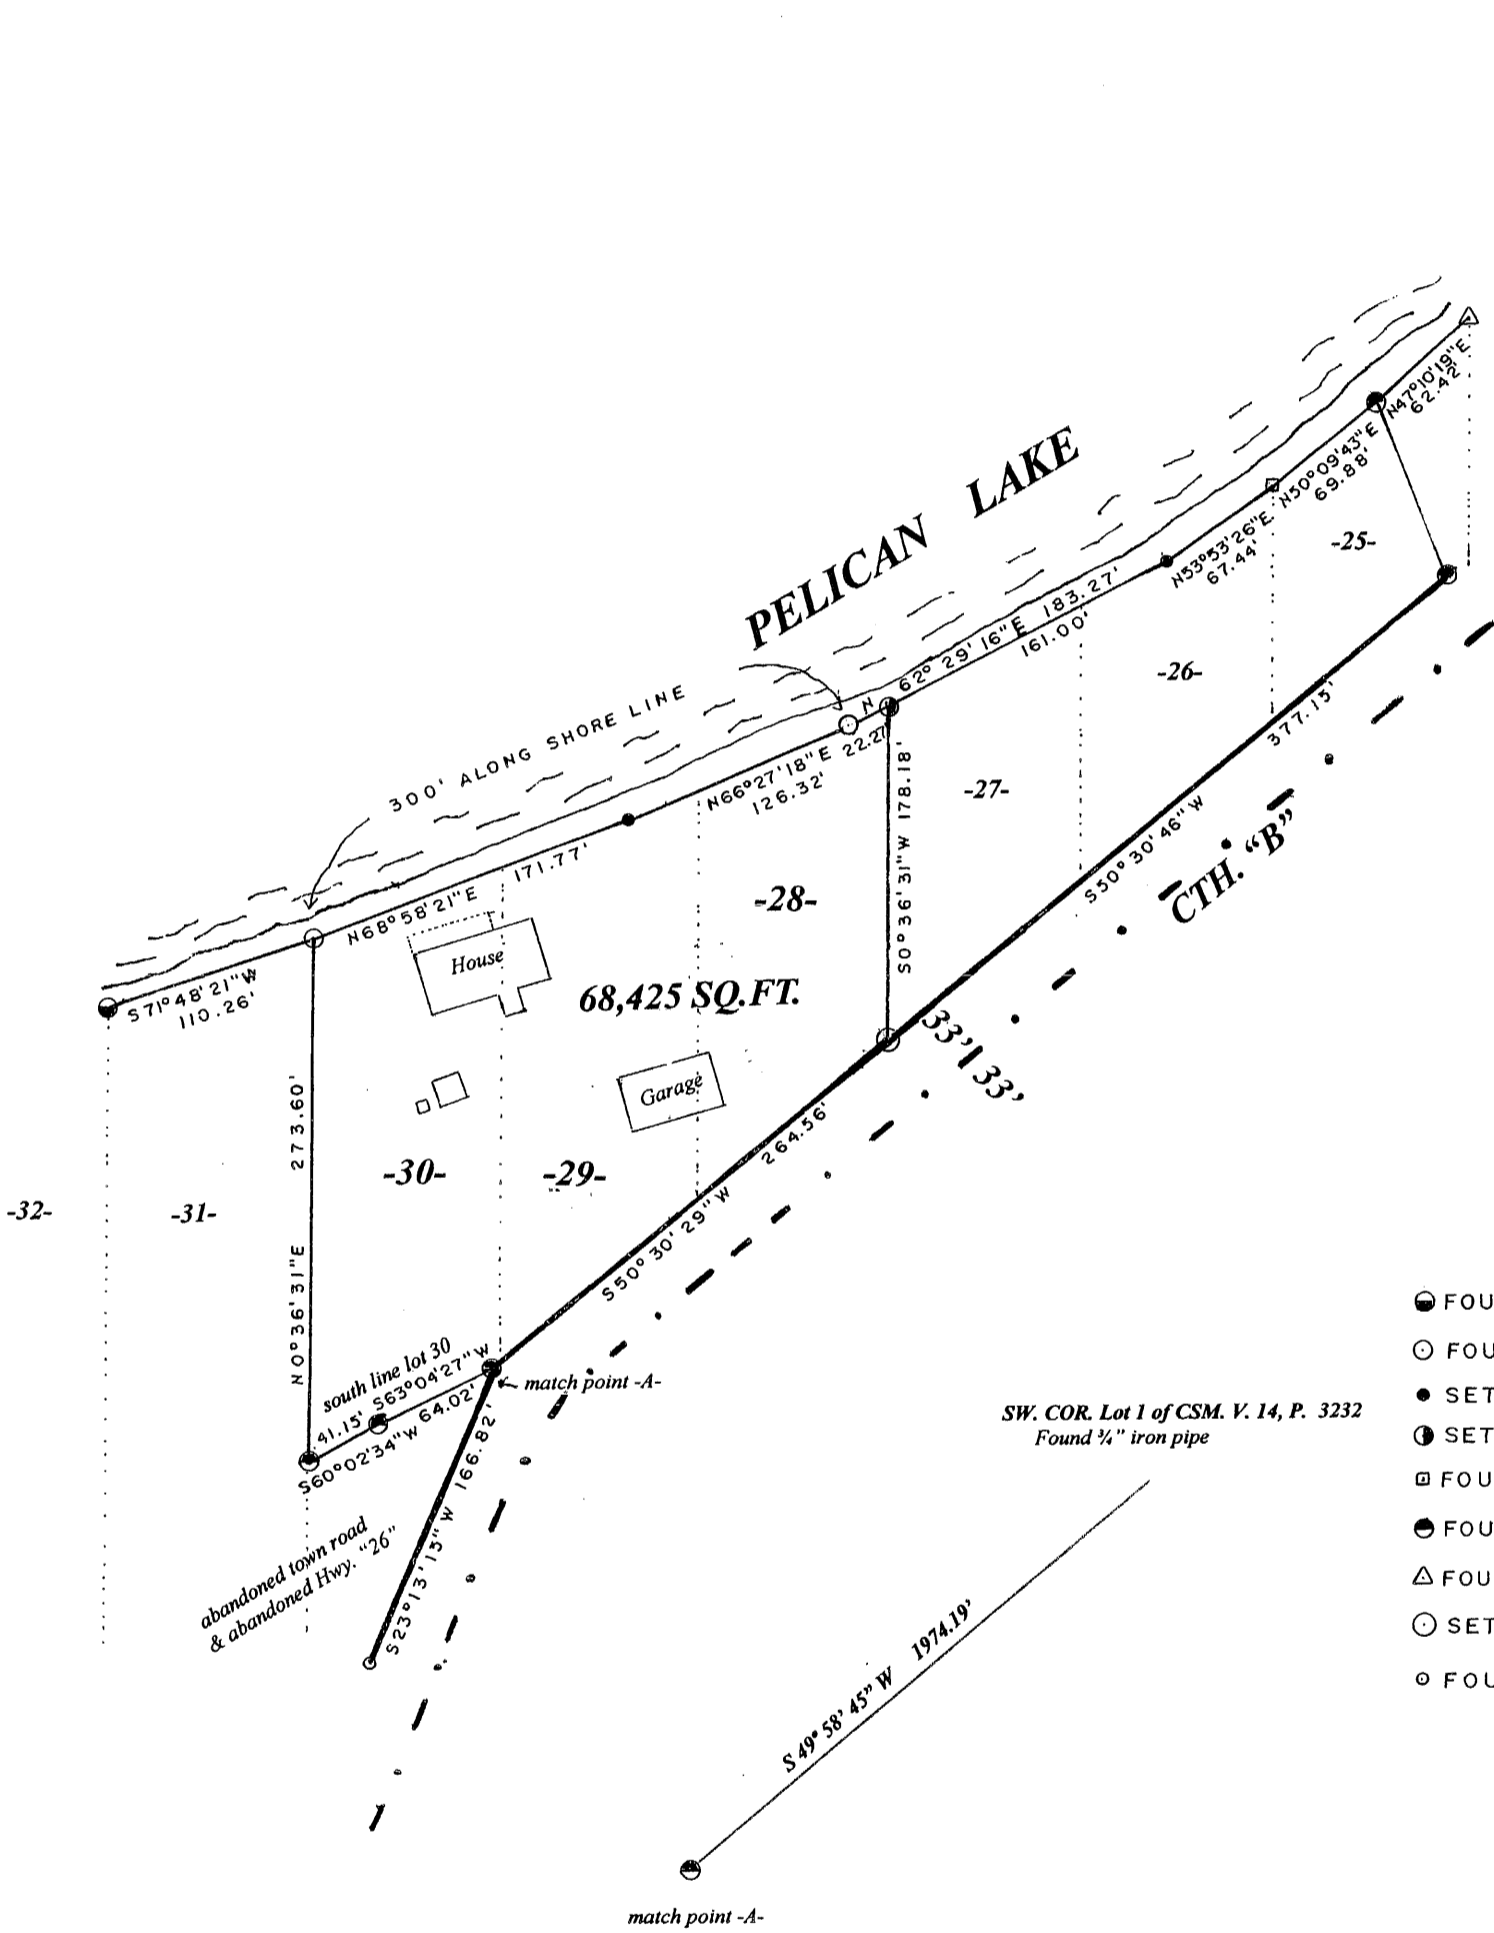 N47°10'19"E
62.42'
N50°09'43"E
69.88'
PELICAN LAKE
-25-
N53°53'26"E
67.44'
N 62° 29' 16"E 183.27'
161.00'
-26-
300' ALONG SHORE LINE
22.27'
377.15'
N66°27'18"E
126.32'
S0°36'31"W 178.18'
-27-
171.77'
S50°30'46"W
CTH. “B”
N68°58'21"E
-28-
House
68,425 SQ.FT.
S71°48'21"W
110.26'
33' 33'
Garage
273.60'
264.56'
-30-
-29-
-32-
-31-
S50°30'29"W
N0°36'31"E
FOU
south line lot 30
S63°04'27"W
FOU
41.15'
64.02'
match point -A-
SET
S60°02'34"W
166.82'
SW. COR. Lot 1 of CSM. V. 14, P. 3232
Found ¾” iron pipe
SET
FOU
abandoned town road
& abandoned Hwy. “26”
FOU
S23°13'13"W
FOU
S 49° 58' 45” W 1974.19'
SET
FOU
match point -A-